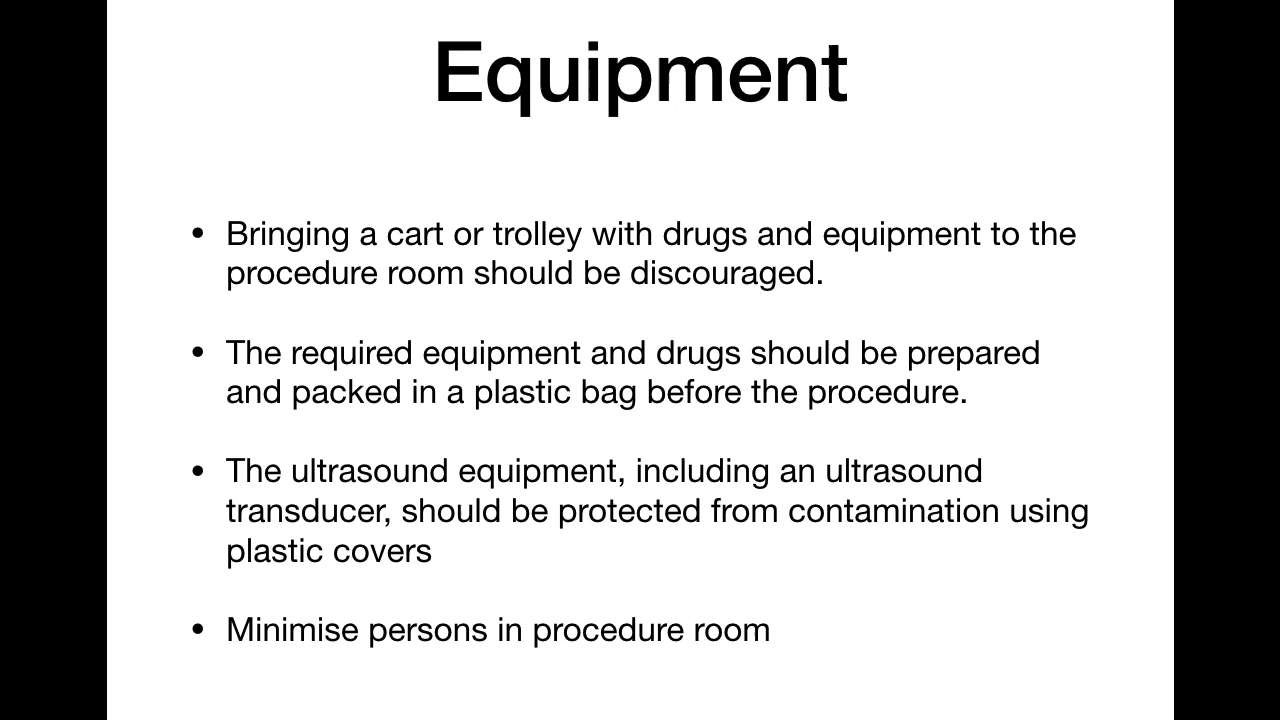 Equipment
• Bringing a cart or trolley with drugs and equipment to the
procedure room should be discouraged.
• The required equipment and drugs should be prepared
and packed in a plastic bag before the procedure.
• The ultrasound equipment, including an ultrasound
transducer, should be protected from contamination using
plastic covers
• Minimise persons in procedure room